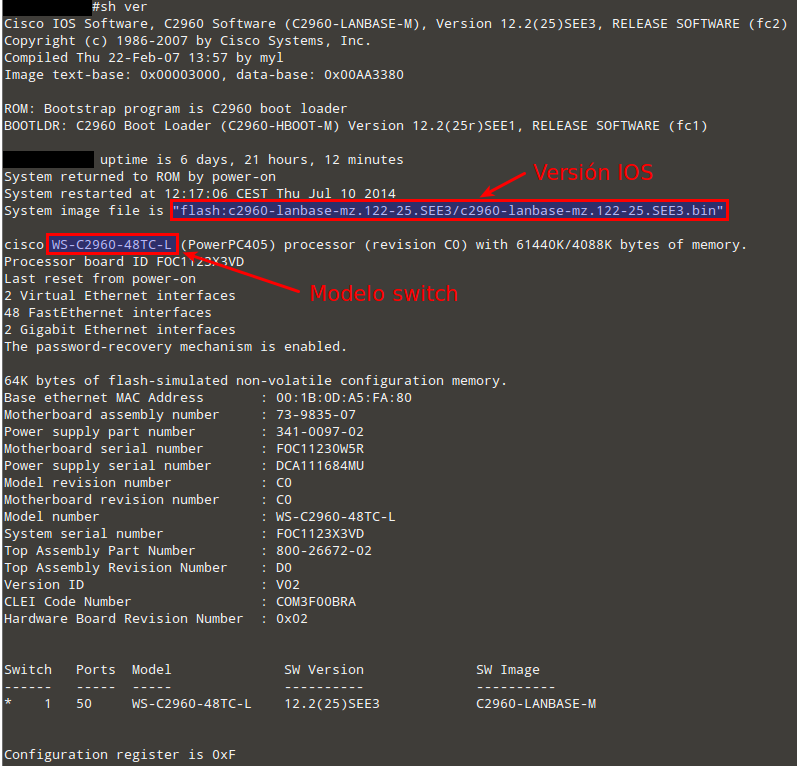 #sh ver
Cisco IOS Software, C2960 Software (C2960-LANBASE-M), Version 12.2(25)SEE3, RELEASE SOFTWARE (fc2)
Copyright (c) 1986-2007 by Cisco Systems, Inc.
Compiled Thu 22-Feb-07 13:57 by myl
Image text-base: 0x00003000, data-base: 0x00AA3380
ROM: Bootstrap program is C2960 boot loader
BOOTLDR: C2960 Boot Loader (C2960-HBOOT-M) Version 12.2(25r)SEE1, RELEASE SOFTWARE (fc1)
uptime is 6 days, 21 hours, 12 minutes
System returned to ROM by power-on
Versión IOS
System restarted at 12:17:06 CEST Thu Jul 10 2014
System image file is "flash:c2960-lanbase-mz.122-25.SEE3/c2960-lanbase-mz.122-25.SEE3.bin"
cisco WS-C2960-48TC-L (PowerPC405) processor (revision C0) with 61440K/4088K bytes of memory.
Processor board ID FOC1123X3VD
Last reset from power-on
2 Virtual Ethernet interfaces
Modelo switch
48 FastEthernet interfaces
2 Gigabit Ethernet interfaces
The password-recovery mechanism is enabled.
64K bytes of flash-simulated non-volatile configuration memory.
Base ethernet MAC Address : 00:1B:0D:A5:FA:80
Motherboard assembly number : 73-9835-07
Power supply part number : 341-0097-02
Motherboard serial number : FOC11230W5R
Power supply serial number : DCA111684MU
Model revision number : C0
Motherboard revision number : C0
Model number : WS-C2960-48TC-L
System serial number : FOC1123X3VD
Top Assembly Part Number : 800-26672-02
Top Assembly Revision Number : D0
Version ID : V02
CLEI Code Number : COM3F00BRA
Hardware Board Revision Number : 0x02
Switch Ports Model SW Version SW Image
------ ----- ----- ---------- ----------
* 1 50 WS-C2960-48TC-L 12.2(25)SEE3 C2960-LANBASE-M
Configuration register is 0xF